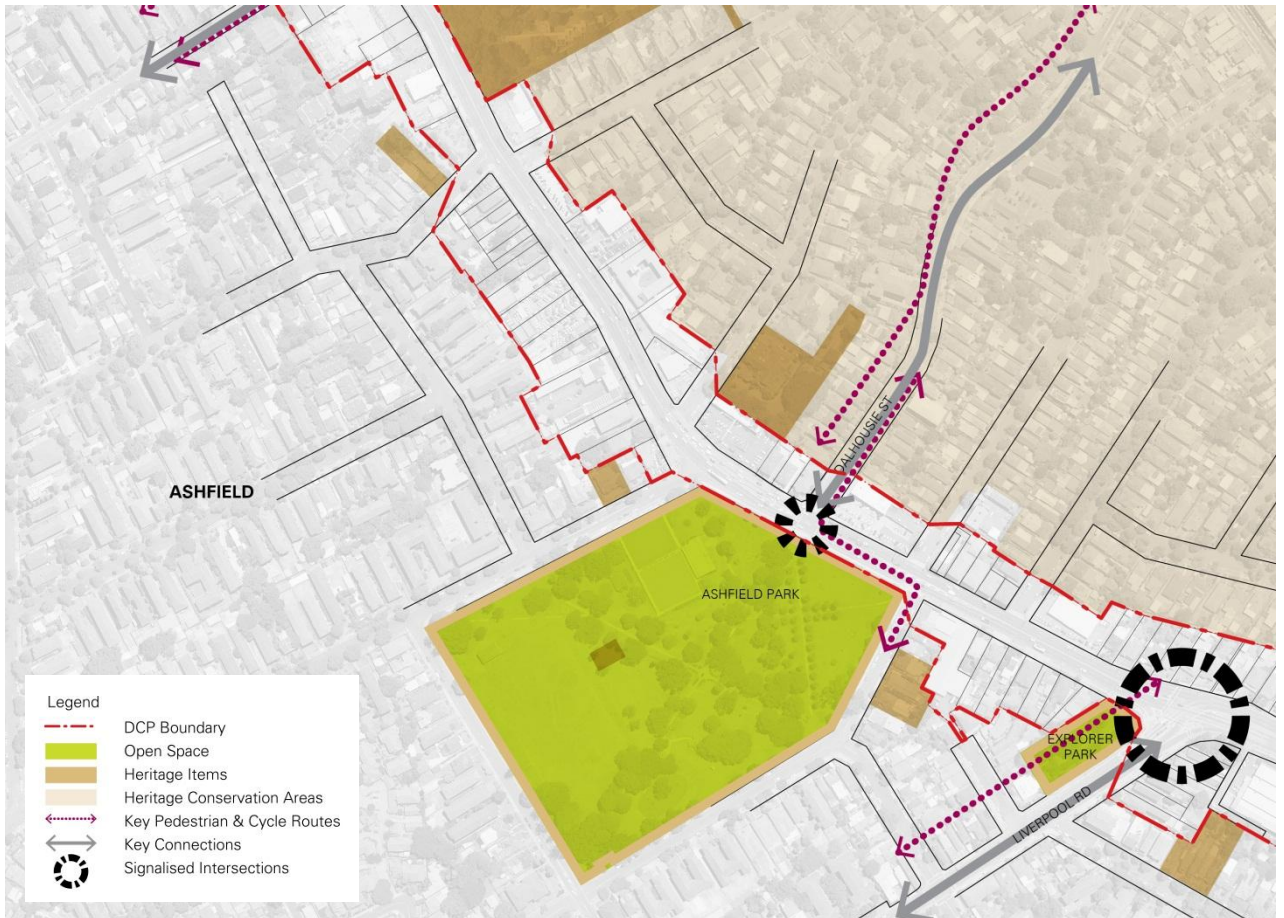 DALHOUSIE ST
ASHFIELD
ASHFIELD PARK
EXPLORER
PARK
LIVERPOOL RD
Legend
DCP Boundary
Open Space
Heritage Items
Heritage Conservation Areas
Key Pedestrian & Cycle Routes
Key Connections
Signalised Intersections